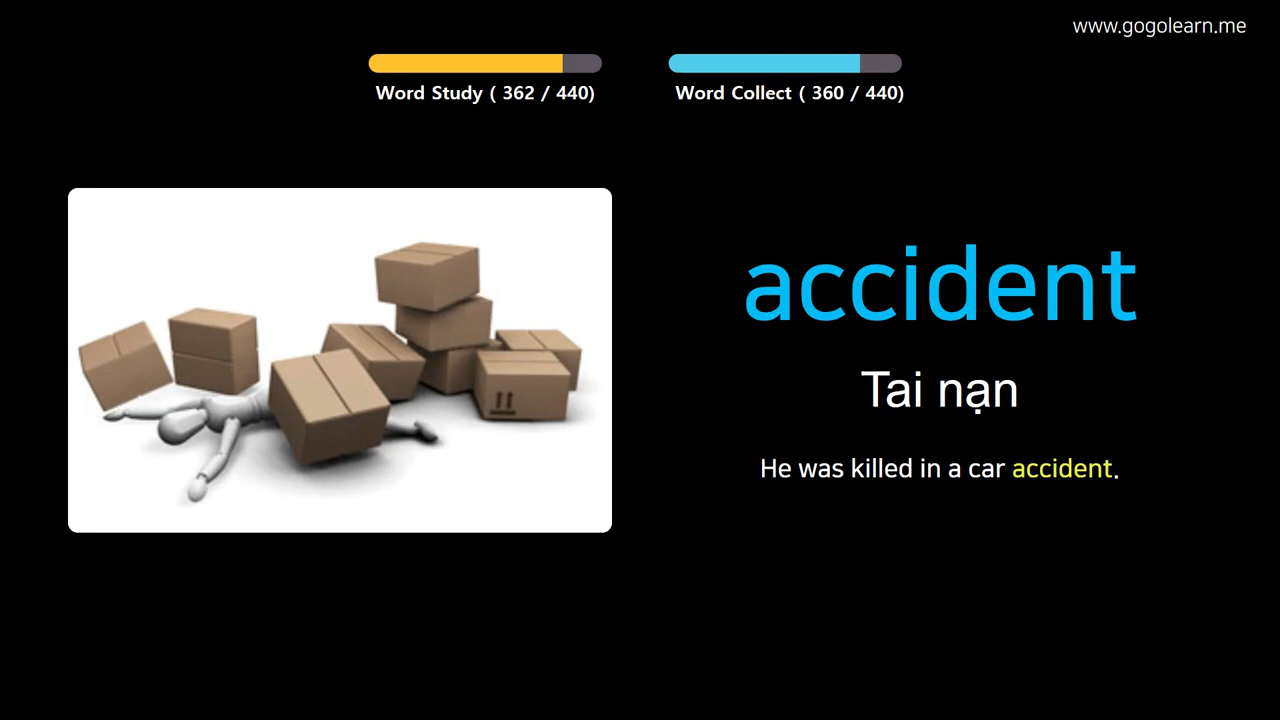 www.gogolearn.me
Word Study ( 362 / 440)
Word Collect ( 360 / 440)
accident
Tai nạn
He was killed in a car accident.